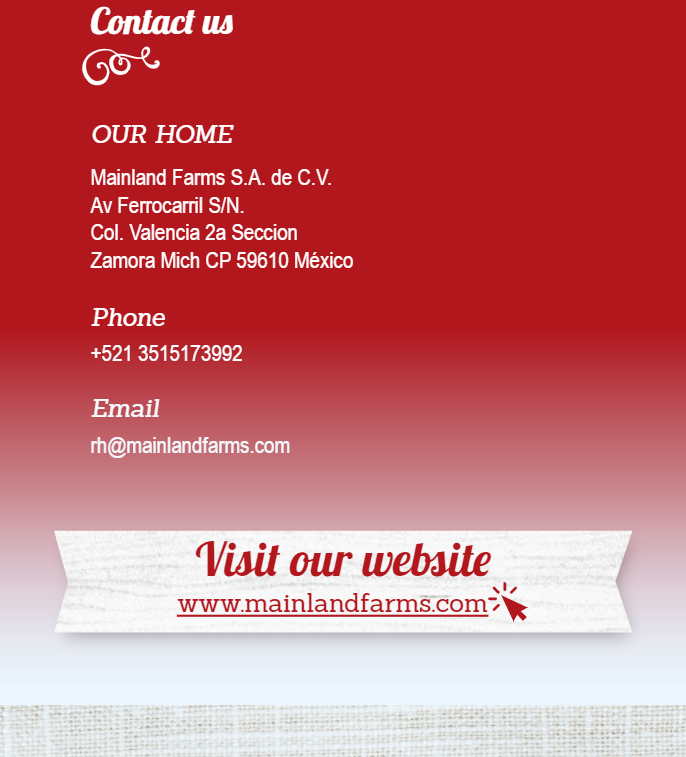 Contact us
OUR HOME
Mainland Farms S.A. de C.V.
Av Ferrocarril S/N.
Col. Valencia 2a Seccion
Zamora Mich CP 59610 México
Phone
+521 3515173992
Email
rh@mainlandfarms.com
Visit our website
www.mainlandfarms.com